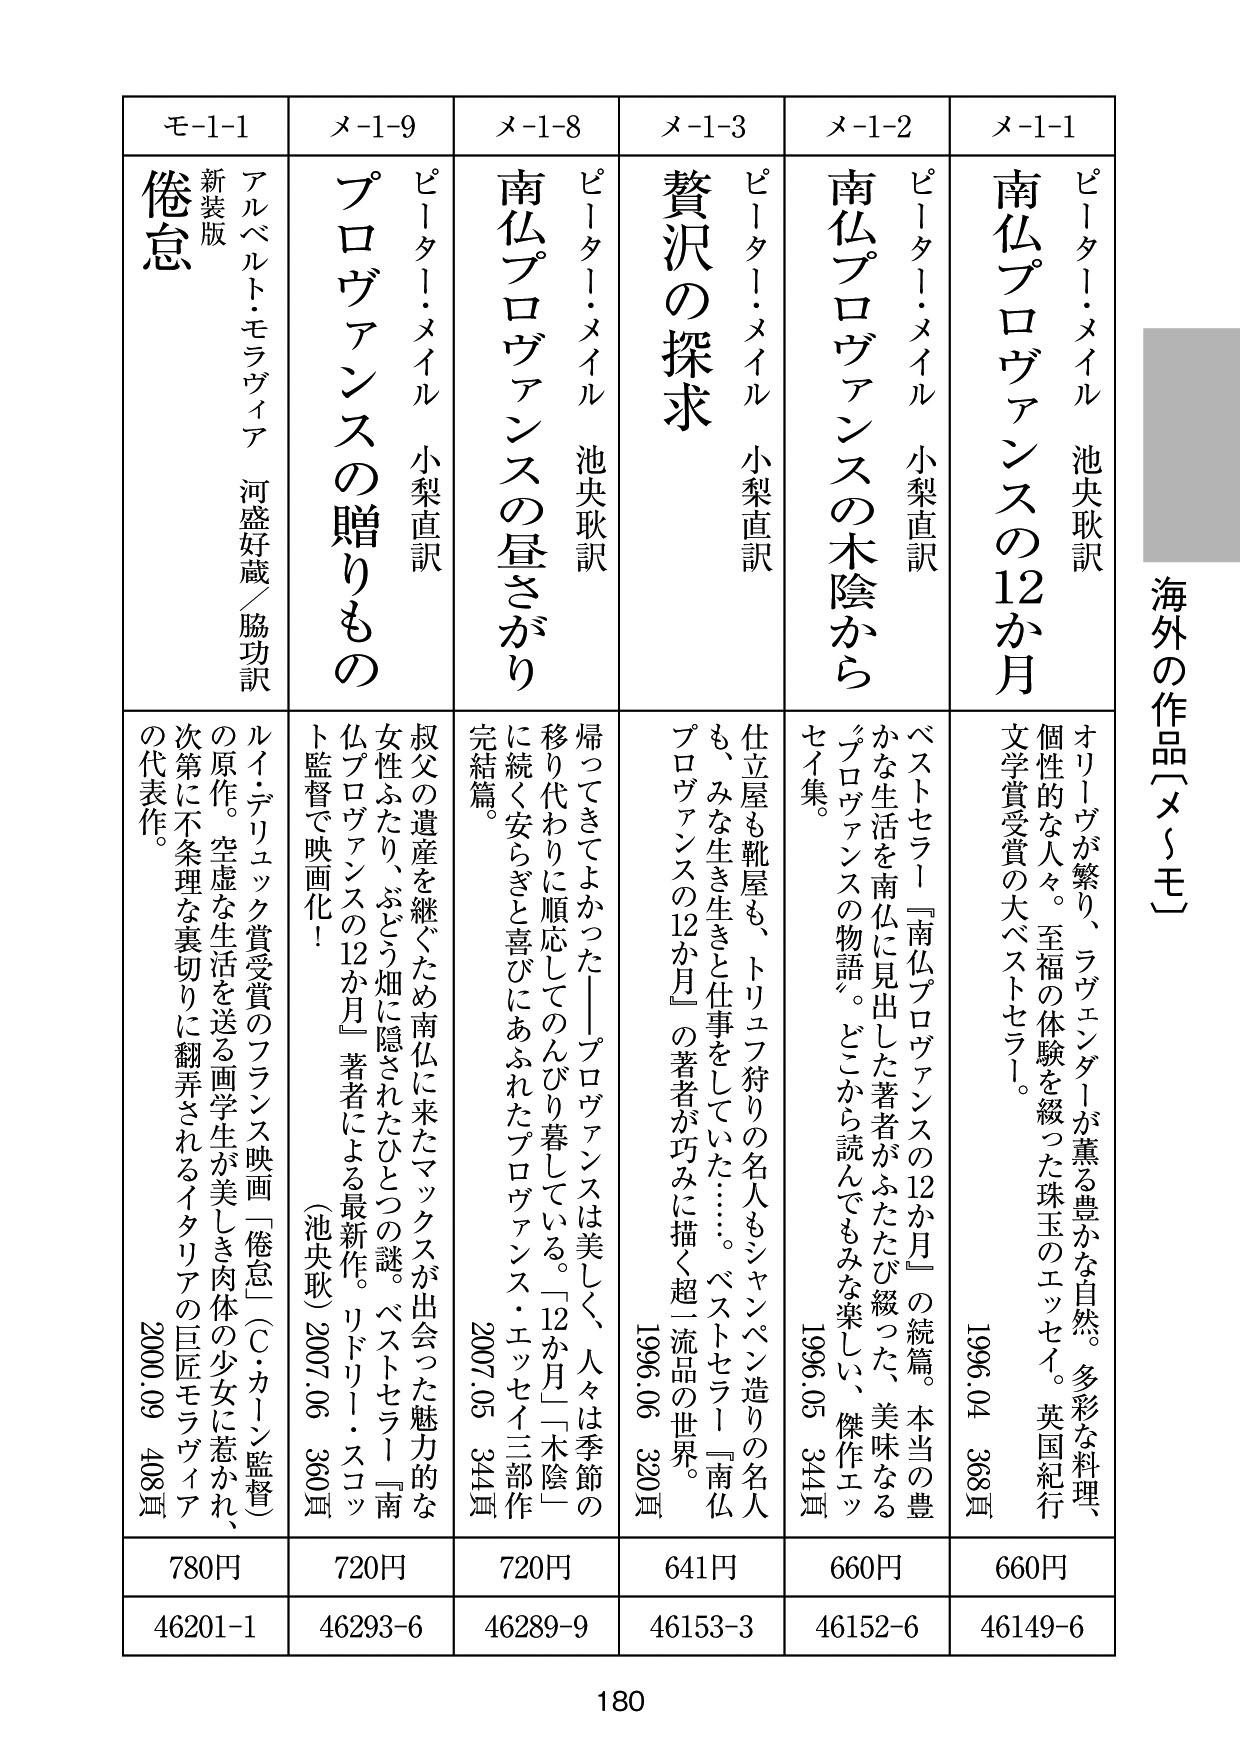 海外の作品〔メ〜モ〕
メ-1-1
ピーター・メイル　池央耿訳
南仏プロヴァンスの12か月
オリーヴが繁り、ラヴェンダーが薫る豊かな自然。多彩な料理、
個性的な人々。至福の体験を綴った珠玉のエッセイ。英国紀行
文学賞受賞の大ベストセラー。
1996.04　368頁
660円
46149-6
メ-1-2
ピーター・メイル　小梨直訳
南仏プロヴァンスの木陰から
ベストセラー『南仏プロヴァンスの12か月』の続篇。本当の豊
かな生活を南仏に見出した著者がふたたび綴った、美味なる
〝プロヴァンスの物語〟。どこから読んでもみな楽しい、傑作エッ
セイ集。
1996.05　344頁
660円
46152-6
メ-1-3
ピーター・メイル　小梨直訳
贅沢の探求
仕立屋も靴屋も、トリュフ狩りの名人もシャンペン造りの名人
も、みな生き生きと仕事をしていた……。ベストセラー『南仏
プロヴァンスの12か月』の著者が巧みに描く超一流品の世界。
1996.06　320頁
641円
46153-3
メ-1-8
ピーター・メイル　池央耿訳
南仏プロヴァンスの昼さがり
帰ってきてよかった――プロヴァンスは美しく、人々は季節の
移り代わりに順応してのんびり暮している。「12か月」「木陰」
に続く安らぎと喜びにあふれたプロヴァンス・エッセイ三部作
完結篇。
2007.05　344頁
720円
46289-9
メ-1-9
ピーター・メイル　小梨直訳
プロヴァンスの贈りもの
叔父の遺産を継ぐため南仏に来たマックスが出会った魅力的な
女性ふたり、ぶどう畑に隠されたひとつの謎。ベストセラー『南
仏プロヴァンスの12か月』著者による最新作。リドリー・スコッ
ト監督で映画化！
（池央耿）2007.06　360頁
720円
46293-6
モ-1-1
アルベルト・モラヴィア　河盛好蔵／脇功訳
新装版
倦怠
ルイ・デリュック賞受賞のフランス映画「倦怠」（C・カーン監督）
の原作。空虚な生活を送る画学生が美しき肉体の少女に惹かれ、
次第に不条理な裏切りに翻弄されるイタリアの巨匠モラヴィア
の代表作。
2000.09　408頁
780円
46201-1
180